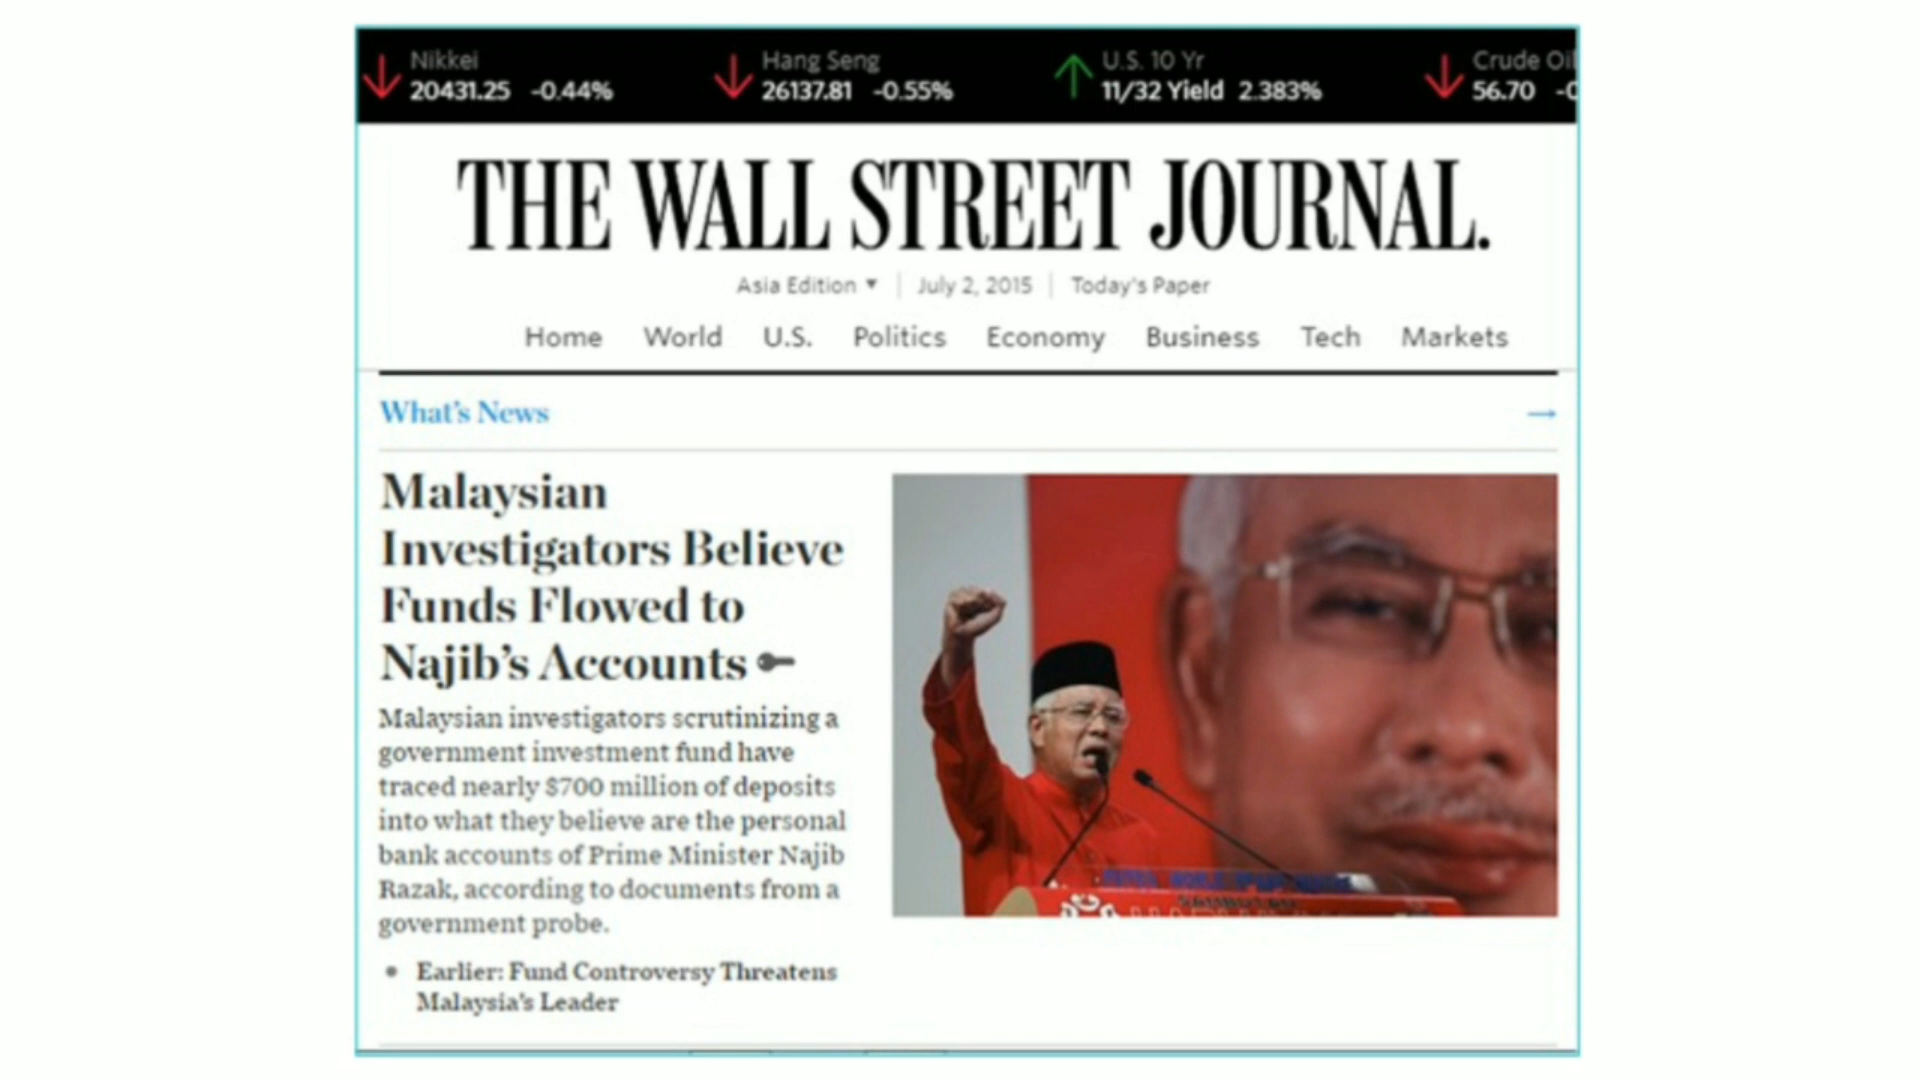 Nikkei
20431.25 -0.44%
Hang Seng
26137.81 -0.55%
U.S. 10 Yr
11/32 Yield 2.383%
Crude Oil
56.70
THE WALL STREET JOURNAL.
Asia Edition ▼ | July 2, 2015 | Today's Paper
Home World U.S. Politics Economy Business Tech Markets
What's News →
Malaysian
Investigators Believe
Funds Flowed to
Najib's Accounts
Malaysian investigators scrutinizing a
government investment fund have
traced nearly $700 million of deposits
into what they believe are the personal
bank accounts of Prime Minister Najib
Razak, according to documents from a
government probe.
• Earlier: Fund Controversy Threatens
Malaysia's Leader